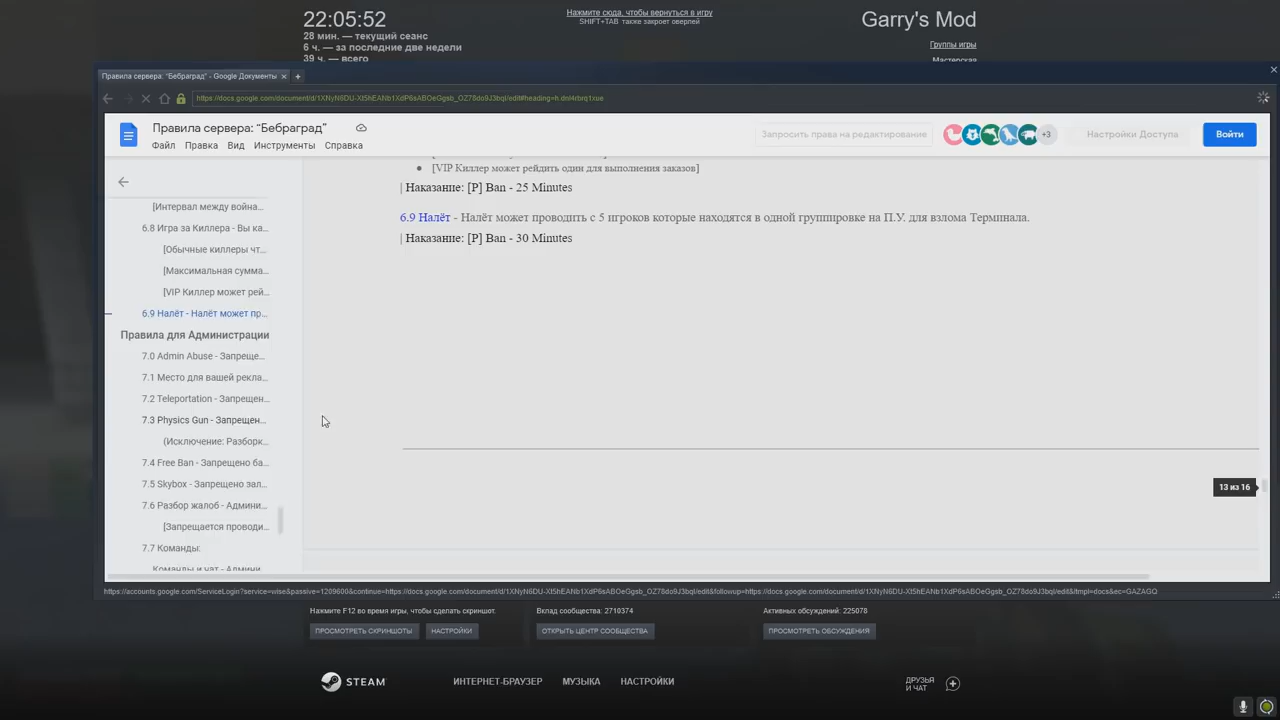 22:05:52
28 мин. — текущий сеанс
6 ч. — за последние две недели
39 ч. — всего
Нажмите сюда, чтобы вернуться в игру
SHIFT+TAB также закроет оверлей
Garry's Mod
Группы игры
Мастерская
Правила сервера: "Бебраград" - Google Документы
Правила сервера: “Бебраград”
Файл Правка Вид Инструменты Справка
Запросить права на редактирование
+3
Настройки Доступа
Войти
[Интервал между война...
6.8 Игра за Киллера - Вы ка...
[Обычные киллеры чт...
[Максимальная сумма...
[VIP Киллер может рей...
6.9 Налёт - Налёт может пр...
Правила для Администрации
7.0 Admin Abuse - Запреще...
7.1 Место для вашей рекла...
7.2 Teleportation - Запрещен...
7.3 Physics Gun - Запрещен...
(Исключение: Разборк...
7.4 Free Ban - Запрещено ба...
7.5 Skybox - Запрещено зал...
7.6 Разбор жалоб - Админи...
[Запрещается проводи...
7.7 Команды:
Команды и чат - Админи...
● [VIP Киллер может рейдить один для выполнения заказов]
| Наказание: [P] Ban - 25 Minutes
6.9 Налёт - Налёт может проводить с 5 игроков которые находятся в одной группировке на П.У. для взлома Терминала.
| Наказание: [P] Ban - 30 Minutes
13 из 16
Нажмите F12 во время игры, чтобы сделать скриншот.
ПРОСМОТРЕТЬ СКРИНШОТЫ
НАСТРОЙКИ
Вклад сообщества: 2710374
ОТКРЫТЬ ЦЕНТР СООБЩЕСТВА
Активных обсуждений: 225078
ПРОСМОТРЕТЬ ОБСУЖДЕНИЯ
STEAM
ИНТЕРНЕТ-БРАУЗЕР
МУЗЫКА
НАСТРОЙКИ
ДРУЗЬЯ
И ЧАТ